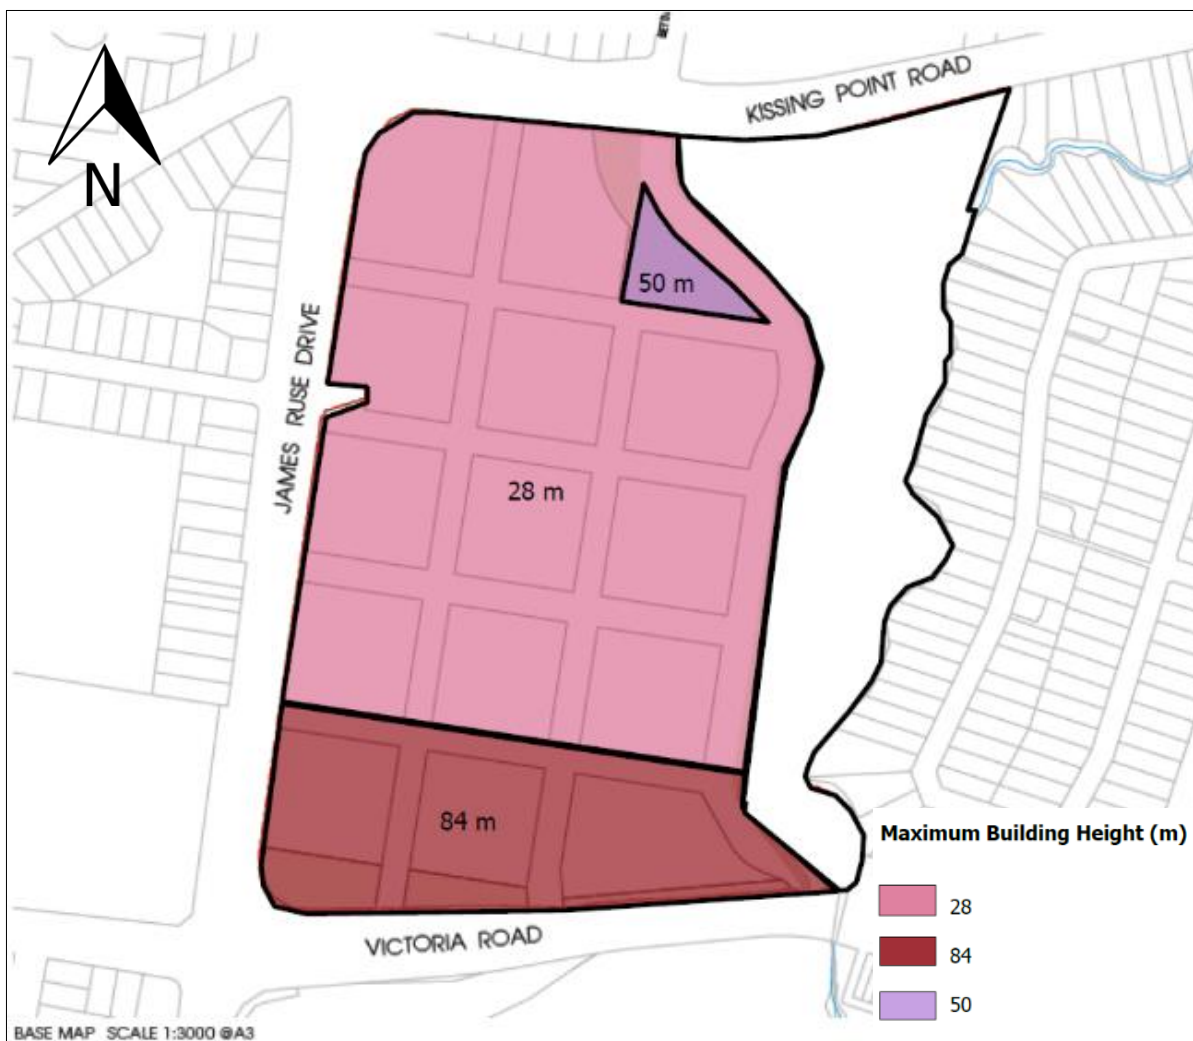 KISSING POINT ROAD
N
50 m
JAMES RUSE DRIVE
28 m
84 m
Maximum Building Height (m)
28
84
50
VICTORIA ROAD
BASE MAP SCALE 1:3000 @A3